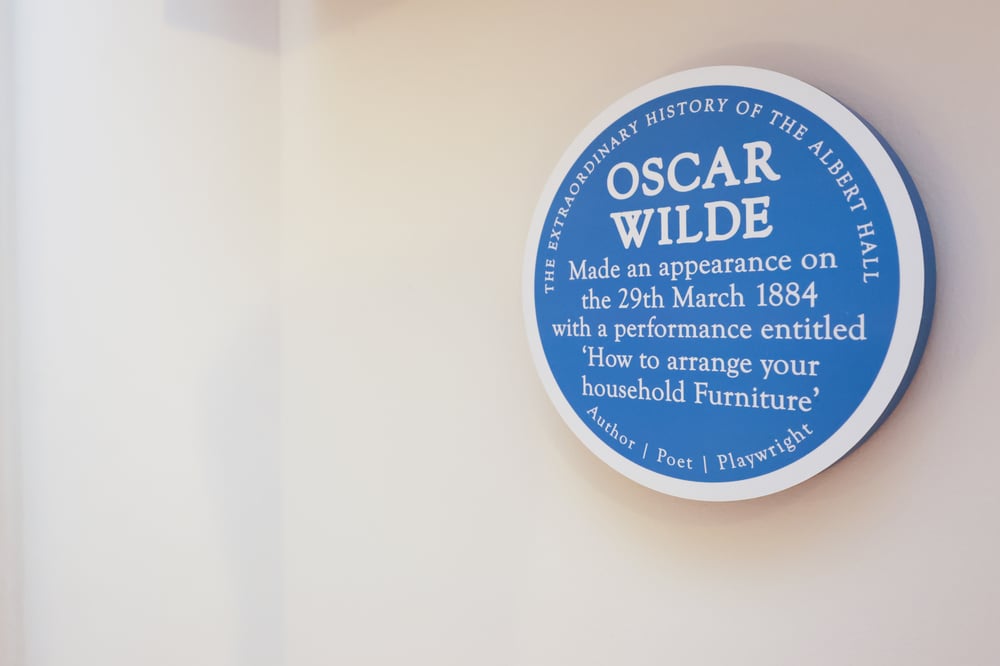 THE EXTRAORDINARY HISTORY OF THE ALBERT HALL
OSCAR
WILDE
Made an appearance on
the 29th March 1884
with a performance entitled
‘How to arrange your
household Furniture’
Author | Poet | Playwright